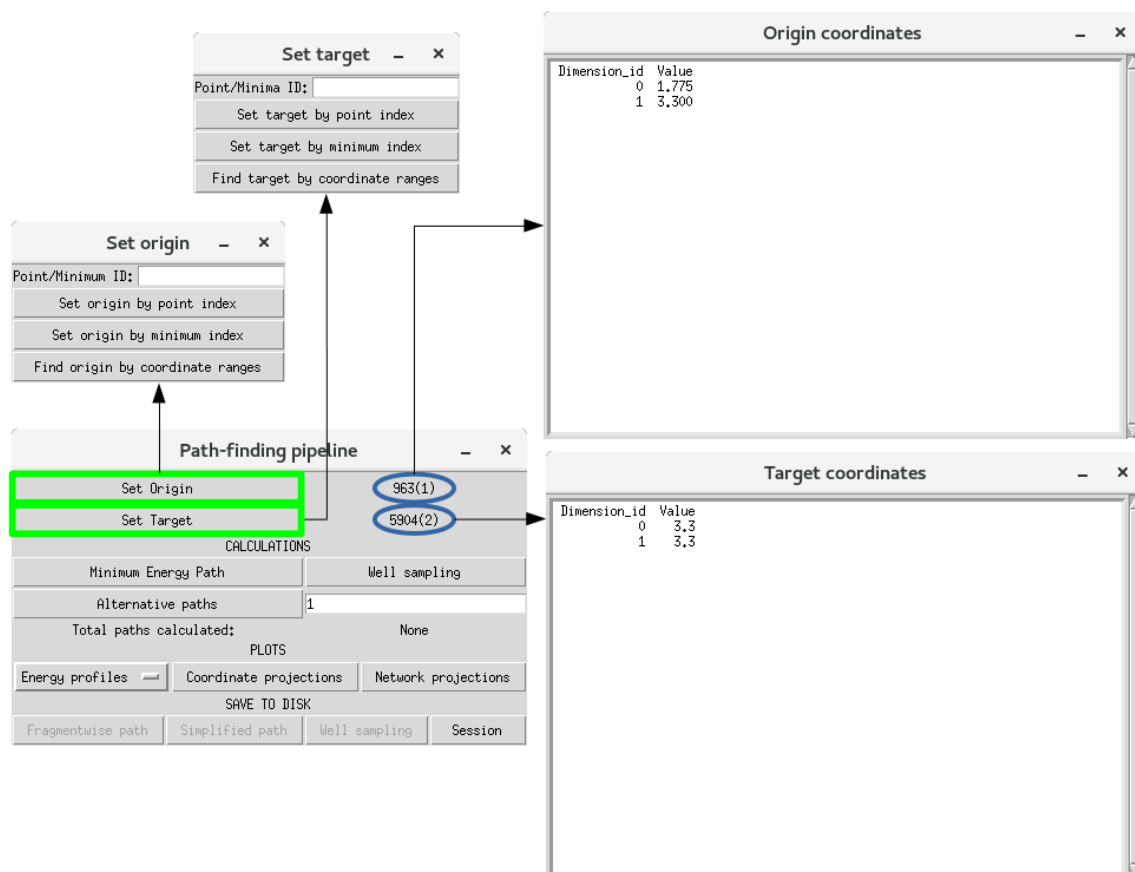 Set target
Point/Minima ID:
Set target by point index
Set target by minimum index
Find target by coordinate ranges
Origin coordinates
Dimension_id Value
0 1.775
1 3.300
Set origin
Point/Minimum ID:
Set origin by point index
Set origin by minimum index
Find origin by coordinate ranges
Path-finding pipeline
Set Origin 963(1)
Set Target 5904(2)
CALCULATIONS
Minimum Energy Path Well sampling
Alternative paths 1
Total paths calculated: None
PLOTS
Energy profiles Coordinate projections Network projections
SAVE TO DISK
Fragmentwise path Simplified path Well sampling Session
Target coordinates
Dimension_id Value
0 3.3
1 3.3